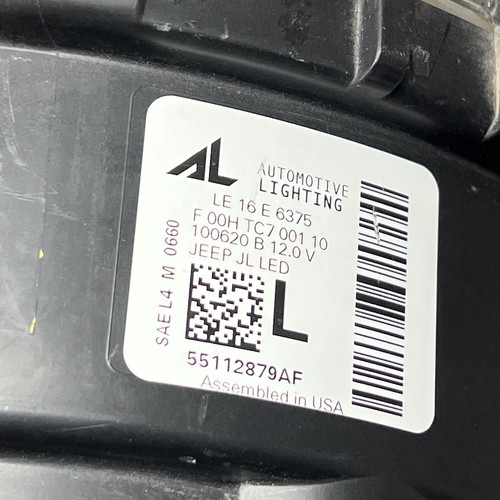 AL AUTOMOTIVE
LIGHTING
LE 16 E 6375
F 00H TC7 001 10
100620 B 12.0 V
JEEP JL LED
SAE L4 M 0660
L
55112879AF
Assembled in USA